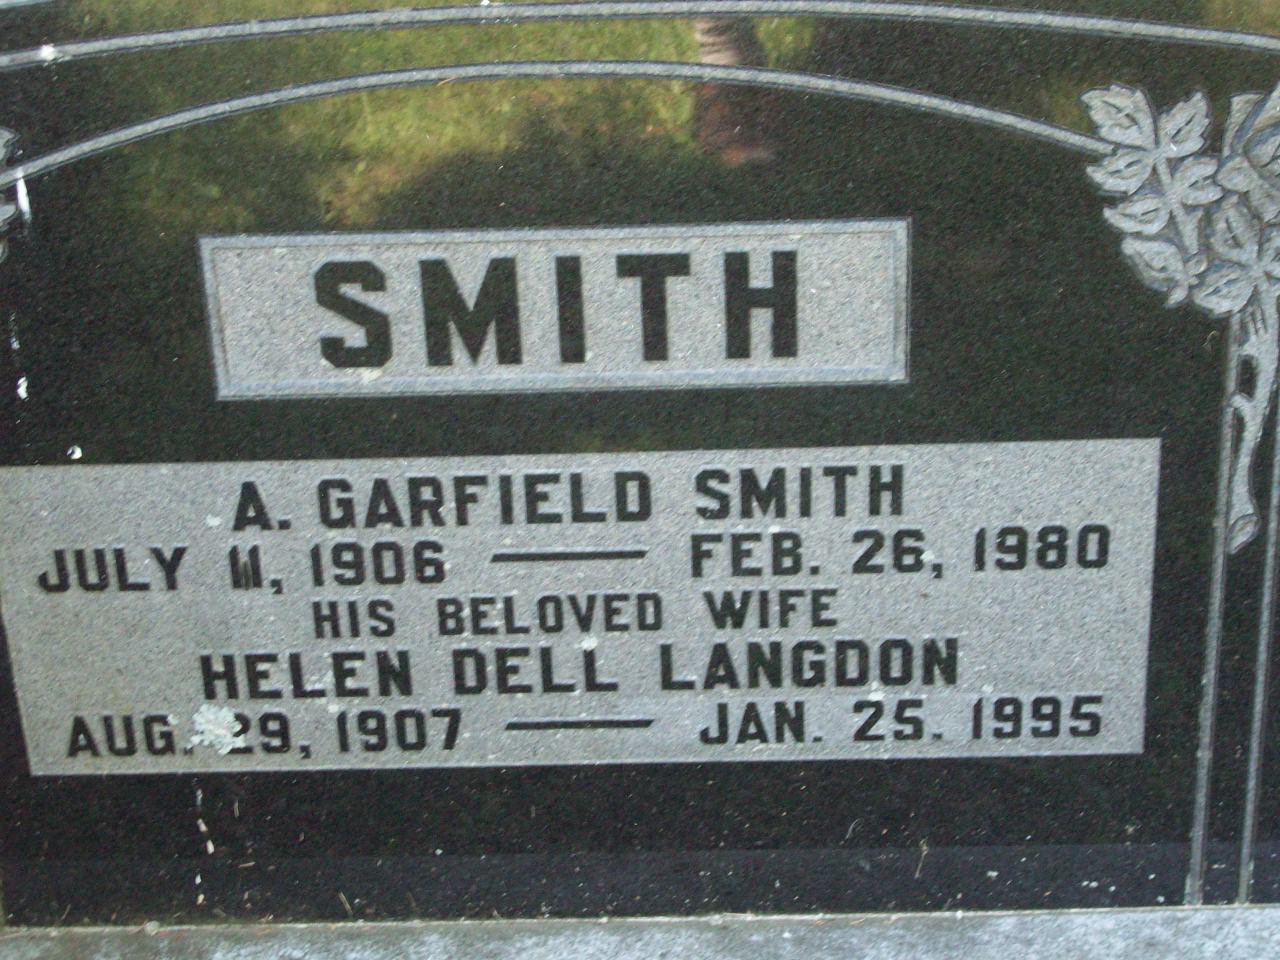 SMITH
A. GARFIELD SMITH
JULY 11, 1906 — FEB. 26, 1980
HIS BELOVED WIFE
HELEN DELL LANGDON
AUG. 29, 1907 — JAN. 25. 1995